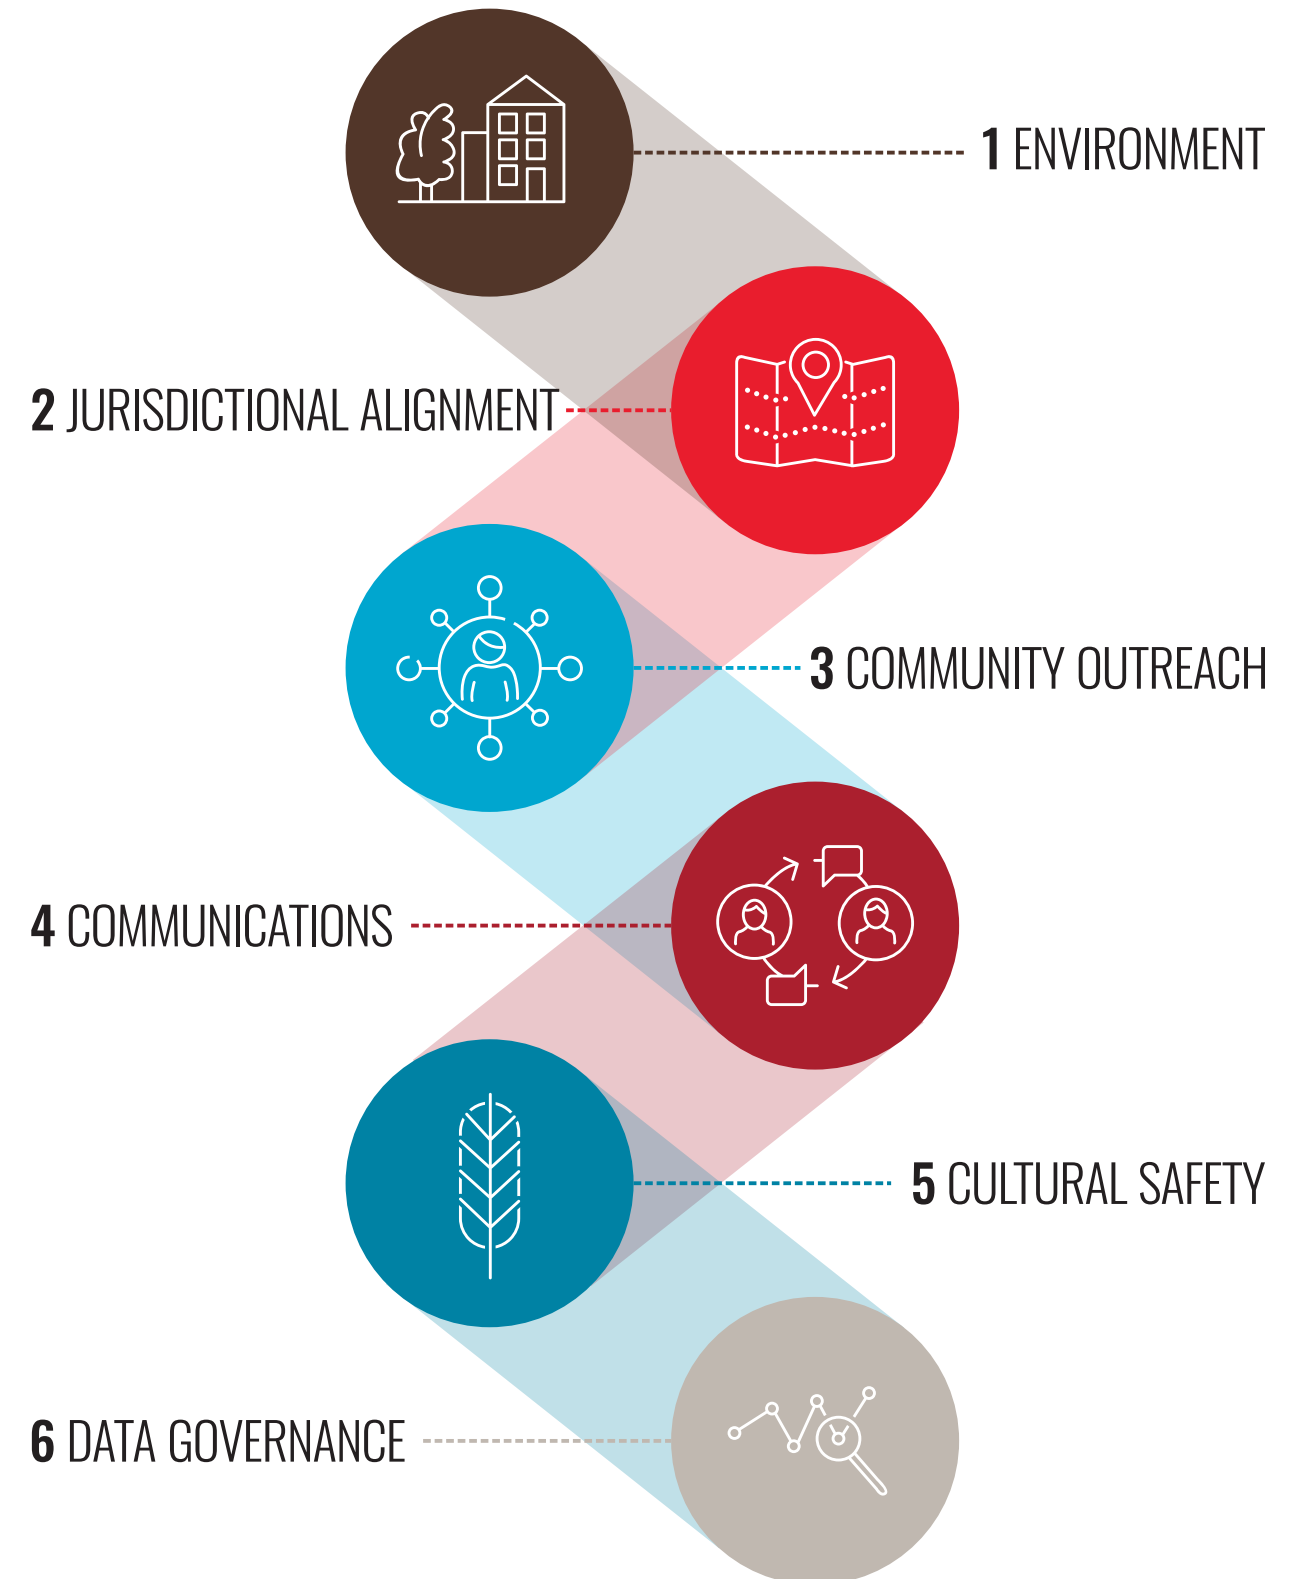 1 ENVIRONMENT
2 JURISDICTIONAL ALIGNMENT
3 COMMUNITY OUTREACH
4 COMMUNICATIONS
5 CULTURAL SAFETY
6 DATA GOVERNANCE